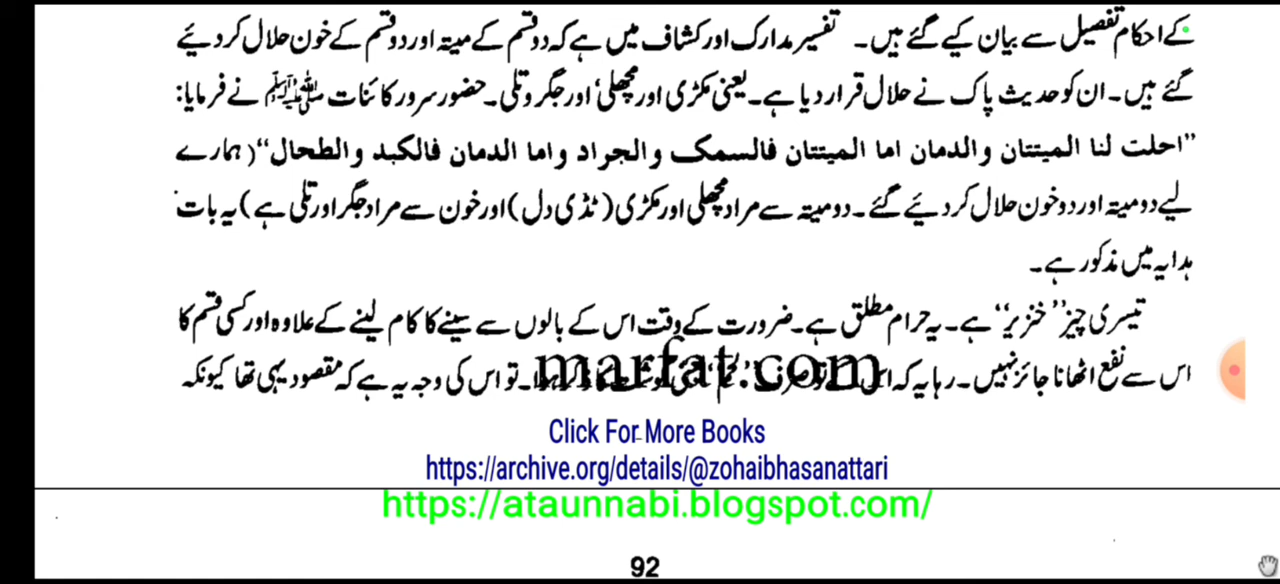 کے احکام تفصیل سے بیان کیے گئے ہیں۔ تفسیر مدارک اور کشاف میں ہے کہ دو قسم کے میتہ اور دو قسم کے خون حلال کر دیئے
گئے ہیں۔ ان کو حدیث پاک نے حلال قرار دیا ہے۔ یعنی مکڑی اور مچھلی' اور جگر و تلی۔ حضور سرور کائنات ﷺ نے فرمایا:
"احلت لنا المیتتان والدمان اما المیتتان فالسمک والجراد واما الدمان فالکبد والطحال" (ہمارے
لیے دو میتہ اور دو خون حلال کر دیئے گئے۔ دو میتہ سے مراد مچھلی اور مکڑی (ٹڈی دل) اور خون سے مراد جگر اور تلی ہے) یہ بات
ہدایہ میں مذکور ہے۔
تیسری چیز "خنزیر" ہے۔ یہ حرام مطلق ہے۔ ضرورت کے وقت اس کے بالوں سے سینے کا کام لینے کے علاوہ اور کسی قسم کا
اس سے نفع اٹھانا جائز نہیں۔ رہا یہ کہ تو اس کی وجہ یہ ہے کہ مقصود یہی تھا کیونکہ
marfat.com
Click For More Books
https://archive.org/details/@zohaibhasanattari
https://ataunnabi.blogspot.com/
92